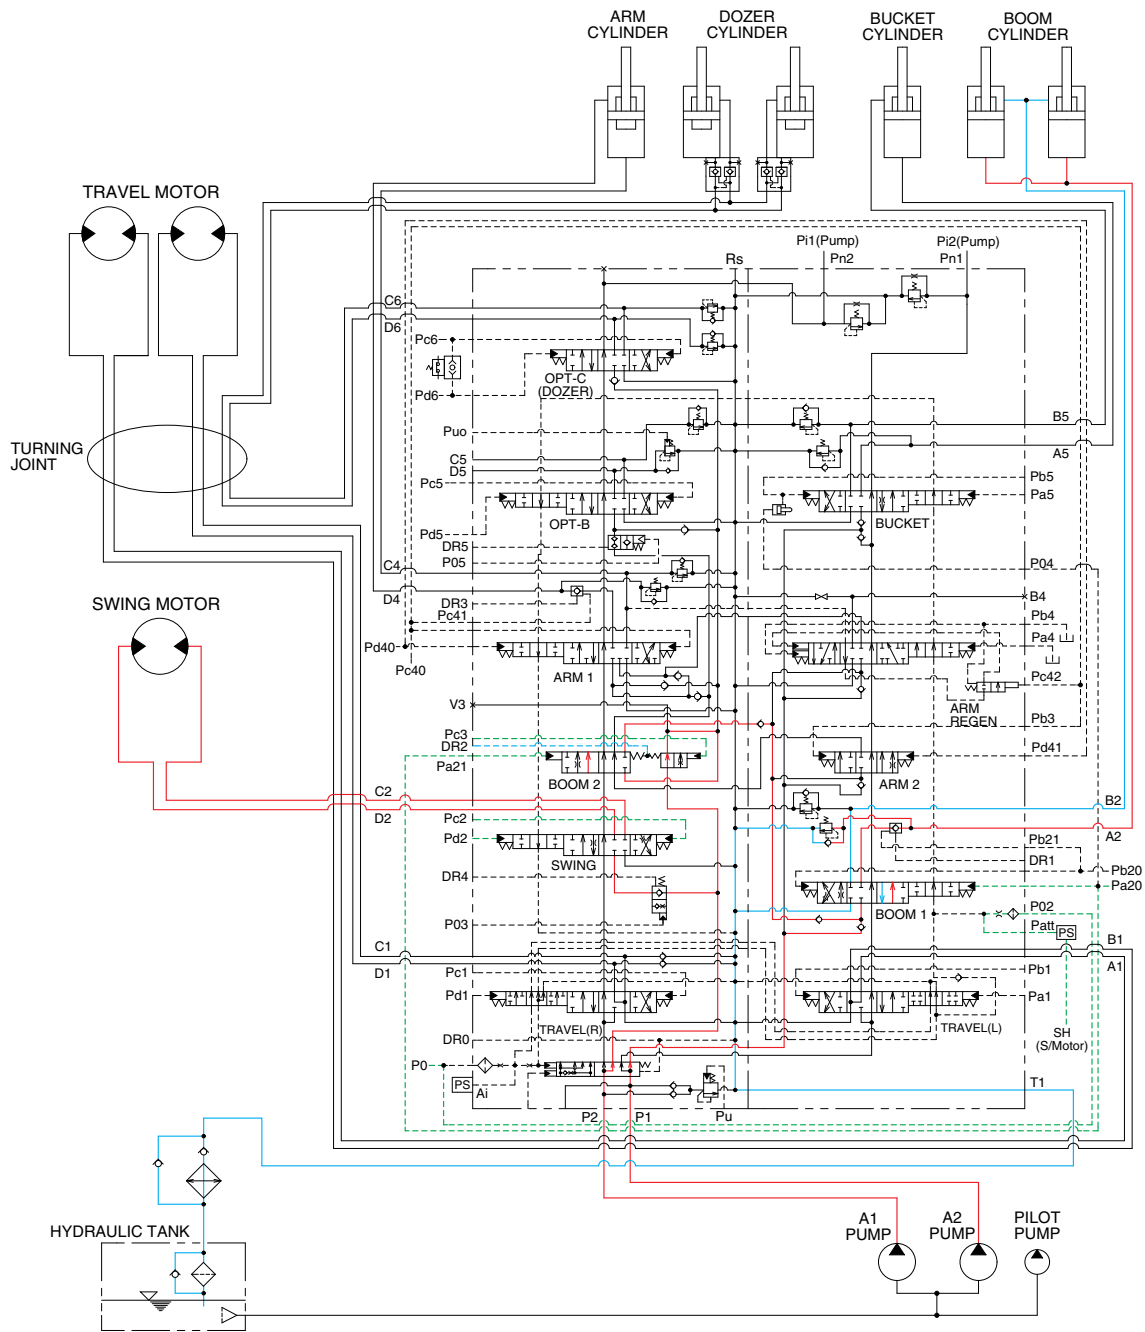 ARM
CYLINDER
DOZER
CYLINDER
BUCKET
CYLINDER
BOOM
CYLINDER
TRAVEL MOTOR
Pi1(Pump)
Pn2
Pi2(Pump)
Pn1
Rs
C6
D6
Pc6
Pd6
OPT-C
(DOZER)
Puo
B5
A5
C5
D5
Pc5
Pb5
Pa5
TURNING
JOINT
OPT-B
BUCKET
Pd5
DR5
P05
P04
C4
D4
B4
DR3
Pc41
Pb4
Pa4
SWING MOTOR
Pd40
Pc40
ARM 1
Pc42
ARM
REGEN
V3
Pb3
Pc3
DR2
Pa21
Pd41
BOOM 2
ARM 2
C2
D2
B2
A2
Pc2
Pd2
SWING
Pb21
DR1
DR4
Pb20
Pa20
BOOM 1
P03
P02
Patt
PS
C1
D1
B1
A1
Pc1
Pd1
Pb1
Pa1
TRAVEL(R)
TRAVEL(L)
SH
(S/Motor)
DR0
P0
PS
Ai
T1
P2
P1
Pu
HYDRAULIC TANK
A1
PUMP
A2
PUMP
PILOT
PUMP